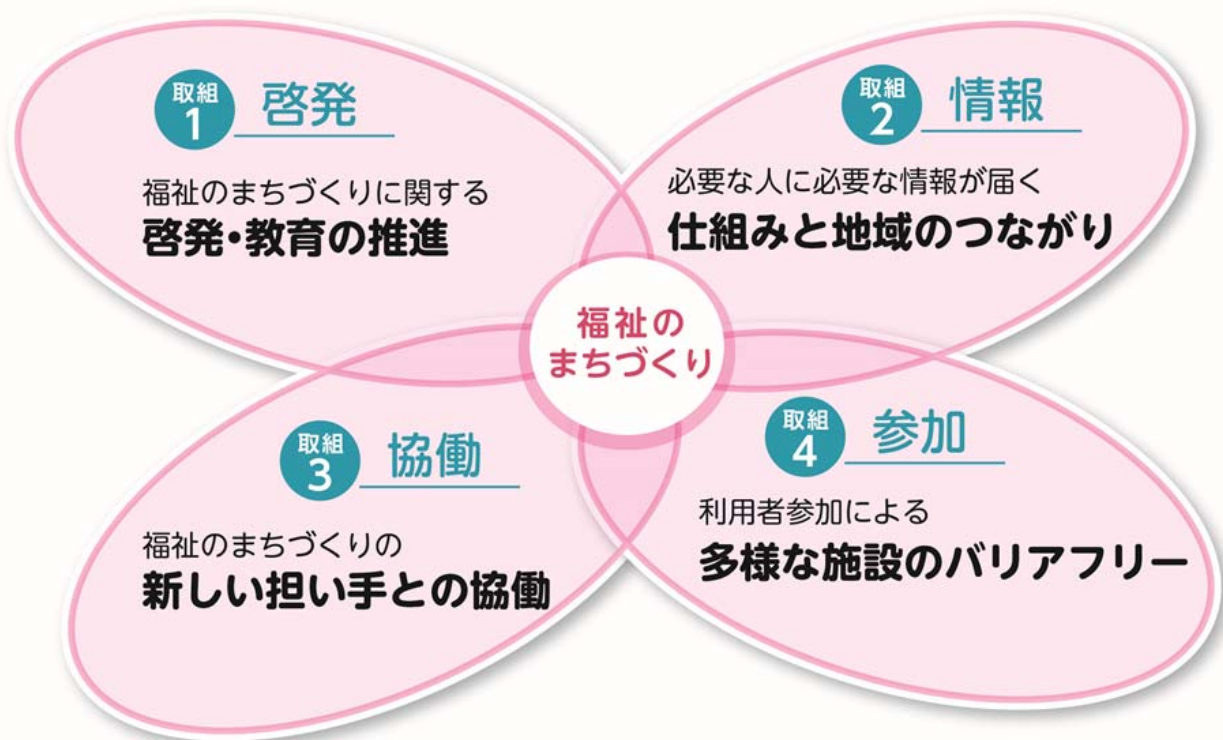 取組
1
啓発
福祉のまちづくりに関する
啓発・教育の推進
取組
2
情報
必要な人に必要な情報が届く
仕組みと地域のつながり
福祉の
まちづくり
取組
3
協働
福祉のまちづくりの
新しい担い手との協働
取組
4
参加
利用者参加による
多様な施設のバリアフリー